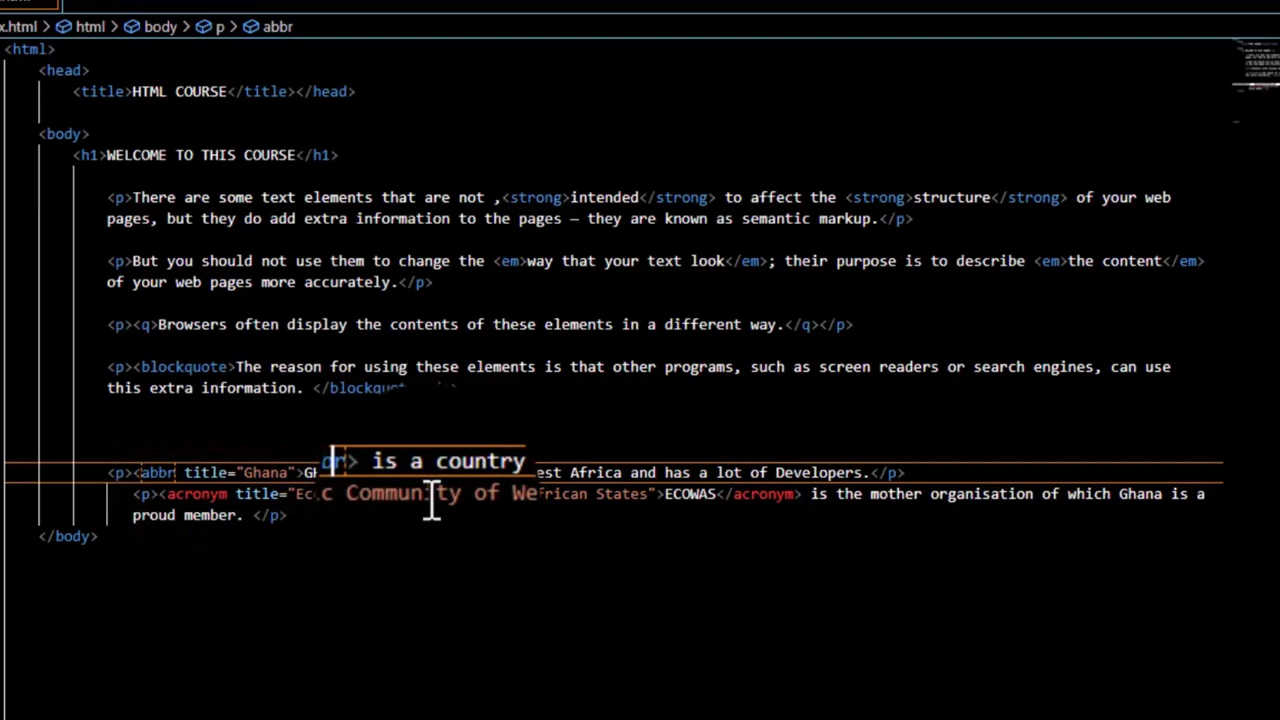 x.html > html > body > p > abbr
<html>
<head>
<title>HTML COURSE</title></head>
<body>
<h1>WELCOME TO THIS COURSE</h1>
<p>There are some text elements that are not ,<strong>intended</strong> to affect the <strong>structure</strong> of your web
pages, but they do add extra information to the pages – they are known as semantic markup.</p>
<p>But you should not use them to change the <em>way that your text look</em>; their purpose is to describe <em>the content</em>
of your web pages more accurately.</p>
<p><q>Browsers often display the contents of these elements in a different way.</q></p>
<p><blockquote>The reason for using these elements is that other programs, such as screen readers or search engines, can use
this extra information. </blockquot
<p><abbr title="Ghana"> > is a country Africa and has a lot of Developers.</p>
<p><acronym title="Ec c Community of We frican States">ECOWAS</acronym> is the mother organisation of which Ghana is a
proud member. </p>
</body>